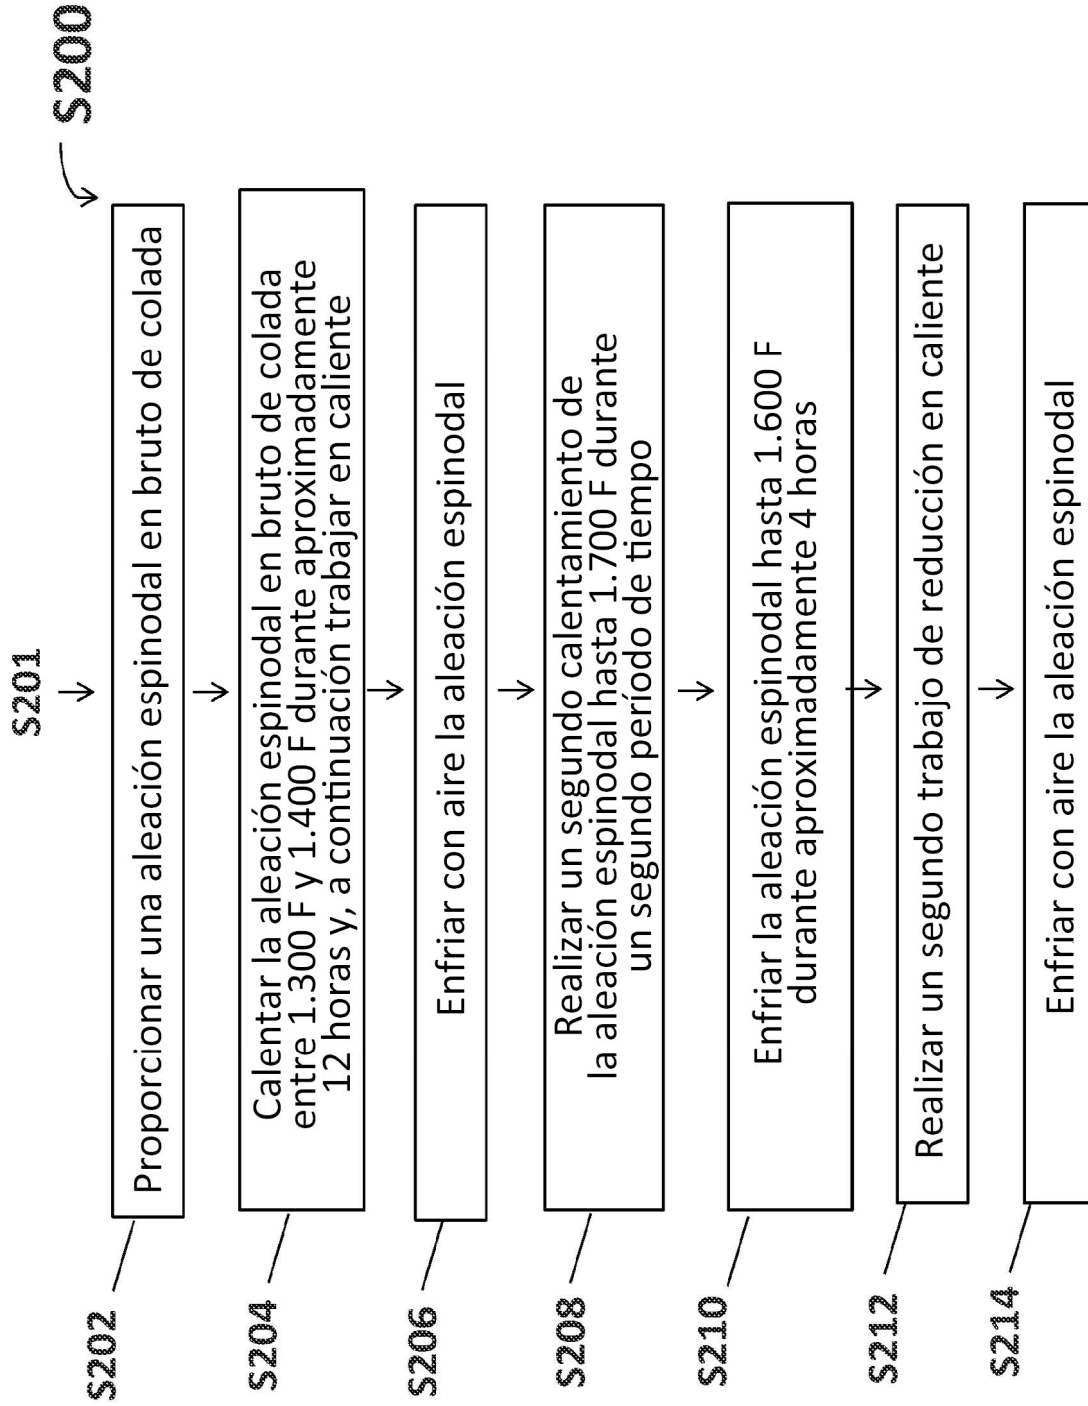 S200
S201
S202
Proporcionar una aleación espinodal en bruto de colada
S204
Calentar la aleación espinodal en bruto de colada
entre 1.300 F y 1.400 F durante aproximadamente
12 horas y, a continuación trabajar en caliente
S206
Enfriar con aire la aleación espinodal
S208
Realizar un segundo calentamiento de
la aleación espinodal hasta 1.700 F durante
un segundo período de tiempo
S210
Enfriar la aleación espinodal hasta 1.600 F
durante aproximadamente 4 horas
S212
Realizar un segundo trabajo de reducción en caliente
S214
Enfriar con aire la aleación espinodal